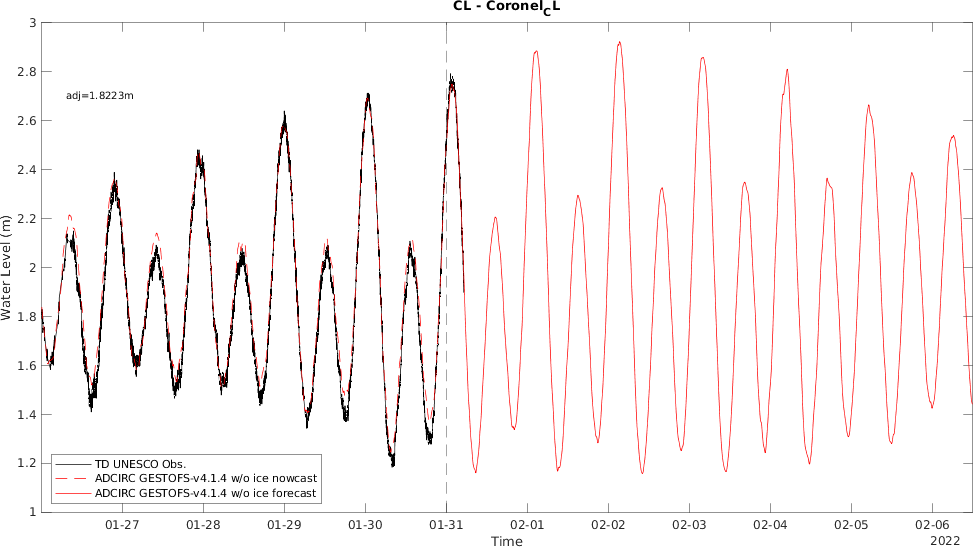 CL - Coronel_CL
3
2.8
2.6
2.4
2.2
2
1.8
1.6
1.4
1.2
1
Water Level (m)
adj=1.8223m
TD UNESCO Obs.
ADCIRC GESTOFS-v4.1.4 w/o ice nowcast
ADCIRC GESTOFS-v4.1.4 w/o ice forecast
01-27 01-28 01-29 01-30 01-31 02-01 02-02 02-03 02-04 02-05 02-06
Time
2022